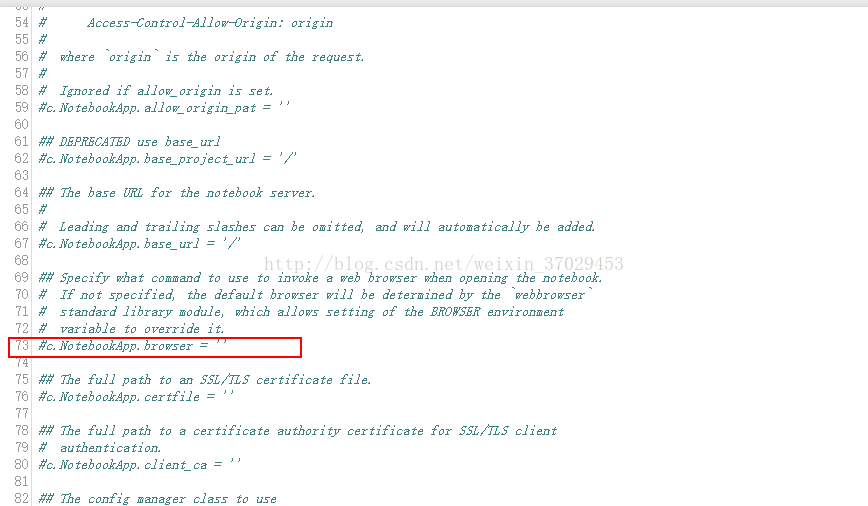 54 #     Access-Control-Allow-Origin: origin
55 #
56 #  where `origin` is the origin of the request.
57 #
58 #  Ignored if allow_origin is set.
59 #c.NotebookApp.allow_origin_pat = ''
60
61 ## DEPRECATED use base_url
62 #c.NotebookApp.base_project_url = '/'
63
64 ## The base URL for the notebook server.
65 #
66 #  Leading and trailing slashes can be omitted, and will automatically be added.
67 #c.NotebookApp.base_url = '/'
68
http://blog.csdn.net/weixin_37029453
69 ## Specify what command to use to invoke a web browser when opening the notebook.
70 #  If not specified, the default browser will be determined by the `webbrowser`
71 #  standard library module, which allows setting of the BROWSER environment
72 #  variable to override it.
73 #c.NotebookApp.browser = ''
74
75 ## The full path to an SSL/TLS certificate file.
76 #c.NotebookApp.certfile = ''
77
78 ## The full path to a certificate authority certificate for SSL/TLS client
79 #  authentication.
80 #c.NotebookApp.client_ca = ''
81
82 ## The config manager class to use